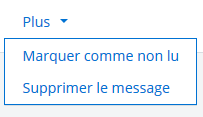 Plus
Marquer comme non lu
Supprimer le message